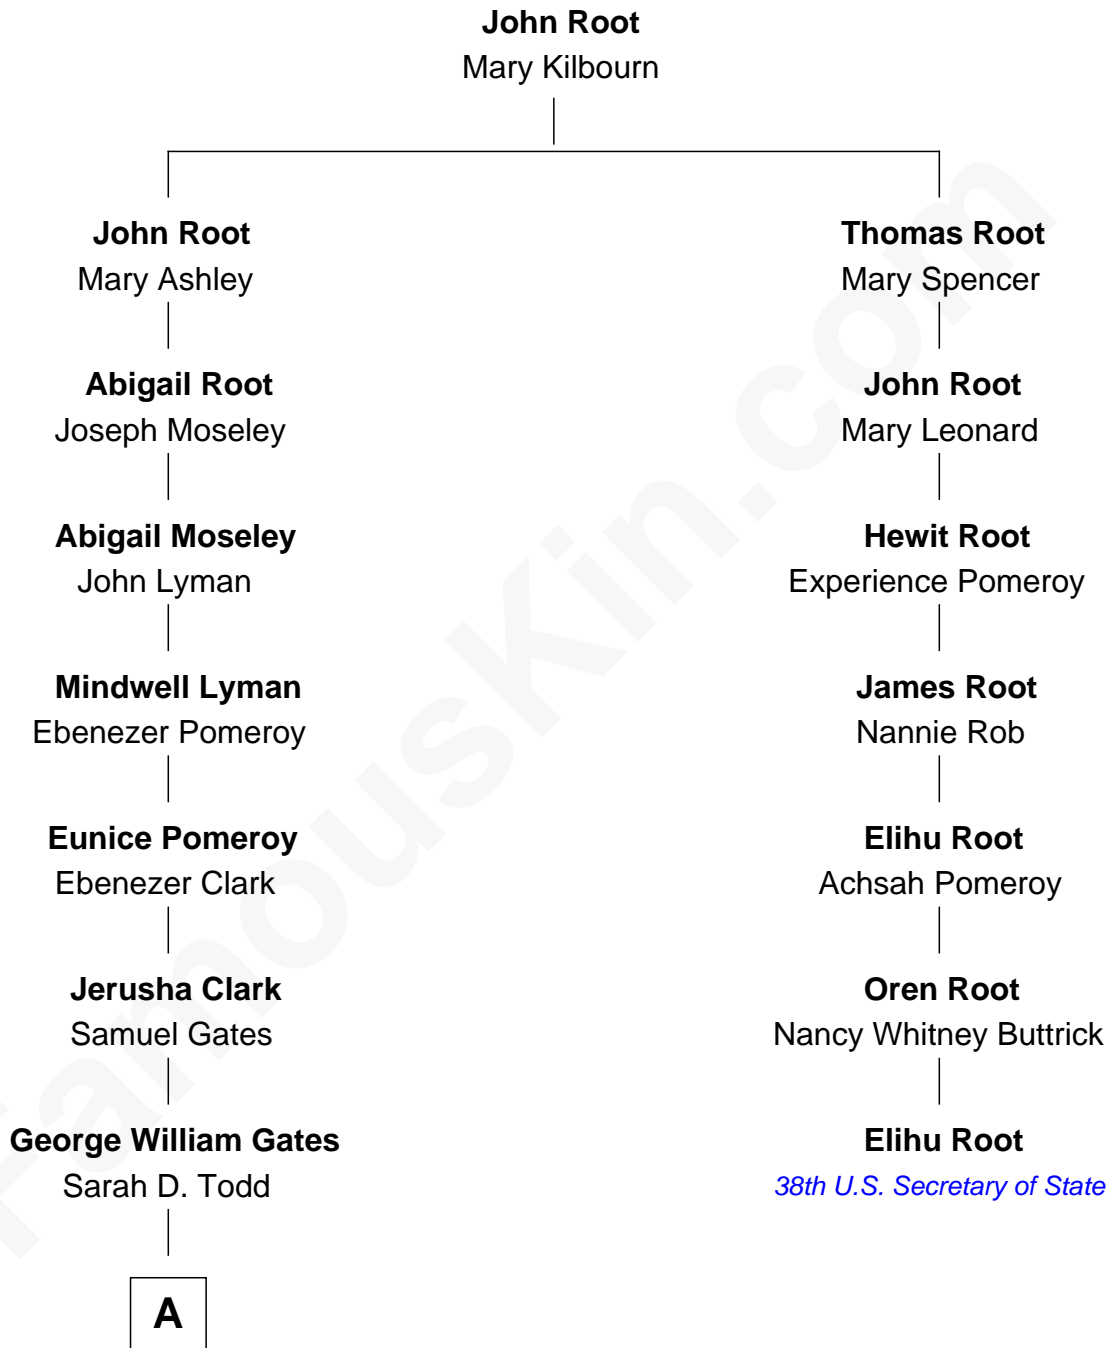 John Root
Mary Kilbourn
John Root
Mary Ashley
Thomas Root
Mary Spencer
Abigail Root
Joseph Moseley
John Root
Mary Leonard
Abigail Moseley
John Lyman
Hewit Root
Experience Pomeroy
Mindwell Lyman
Ebenezer Pomeroy
James Root
Nannie Rob
Eunice Pomeroy
Ebenezer Clark
Elihu Root
Achsah Pomeroy
Jerusha Clark
Samuel Gates
Oren Root
Nancy Whitney Buttrick
George William Gates
Sarah D. Todd
Elihu Root
38th U.S. Secretary of State
A
FamousKin.com